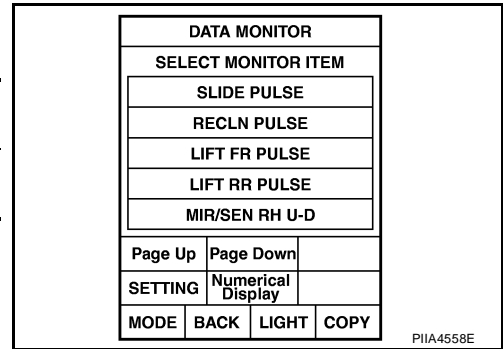 DATA MONITOR
SELECT MONITOR ITEM
SLIDE PULSE
RECLN PULSE
LIFT FR PULSE
LIFT RR PULSE
MIR/SEN RH U-D
Page Up Page Down
SETTING Numerical Display
MODE BACK LIGHT COPY
PIIA4558E